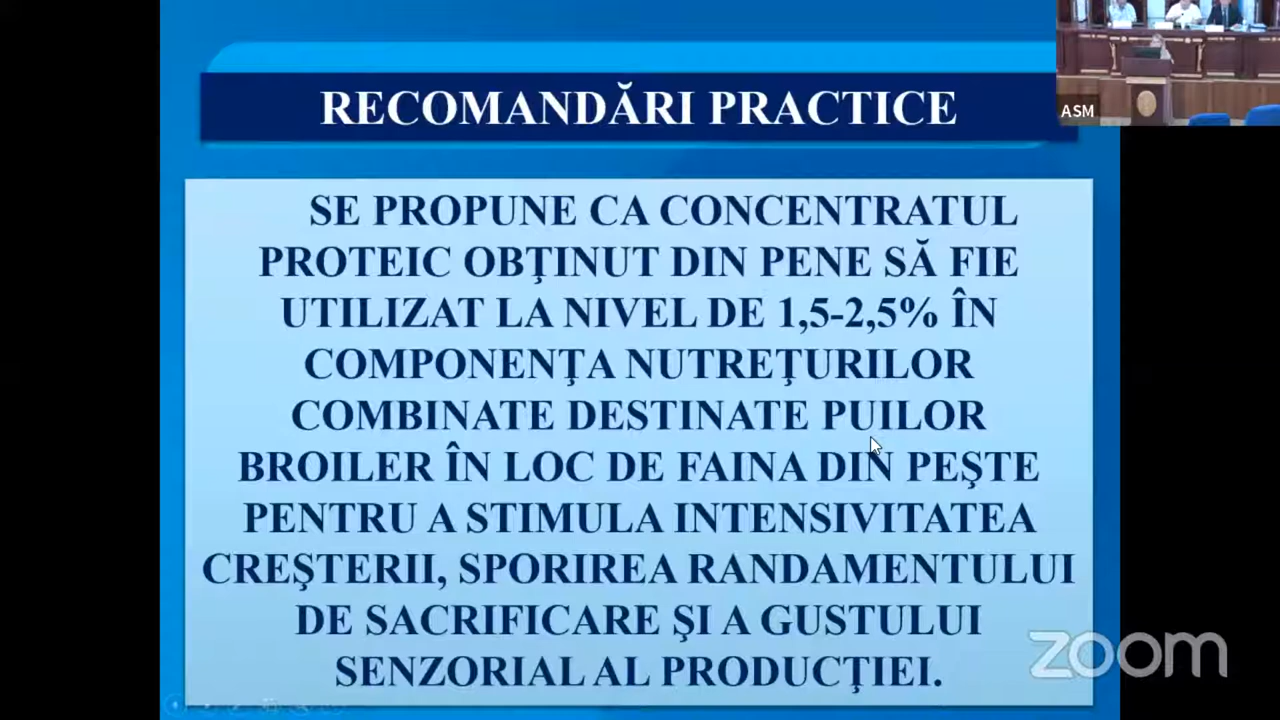 RECOMANDĂRI PRACTICE
ASM
SE PROPUNE CA CONCENTRATUL
PROTEIC OBŢINUT DIN PENE SĂ FIE
UTILIZAT LA NIVEL DE 1,5-2,5% ÎN
COMPONENŢA NUTREŢURILOR
COMBINATE DESTINATE PUILOR
BROILER ÎN LOC DE FAINA DIN PEŞTE
PENTRU A STIMULA INTENSIVITATEA
CREŞTERII, SPORIREA RANDAMENTULUI
DE SACRIFICARE ŞI A GUSTULUI
SENZORIAL AL PRODUCŢIEI.
zoom